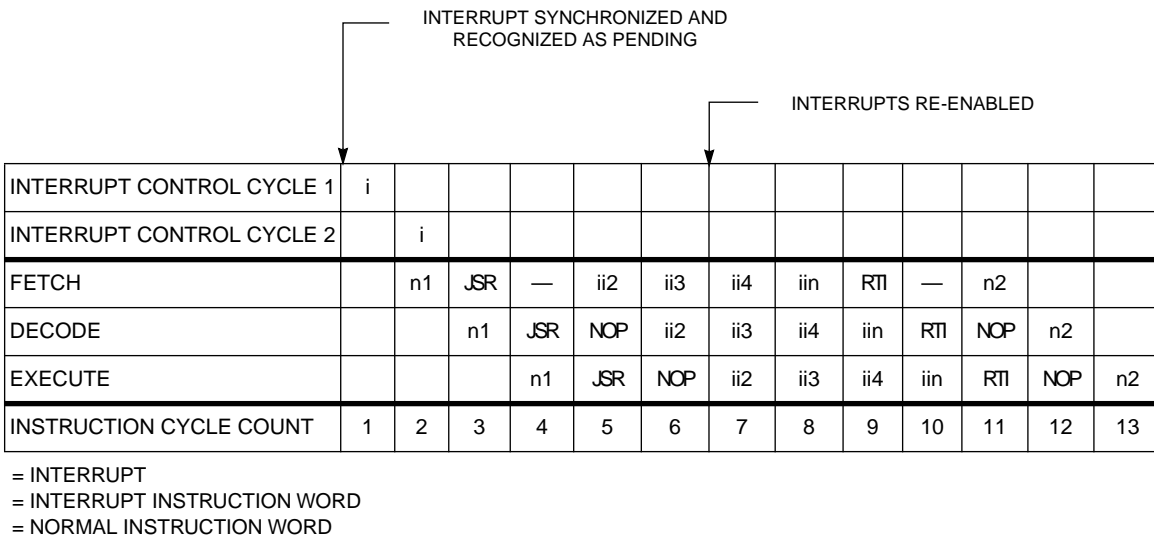 INTERRUPT SYNCHRONIZED AND
RECOGNIZED AS PENDING
INTERRUPTS RE-ENABLED
INTERRUPT CONTROL CYCLE 1 i
INTERRUPT CONTROL CYCLE 2 i
FETCH n1 JSR — ii2 ii3 ii4 iin RTI — n2
DECODE n1 JSR NOP ii2 ii3 ii4 iin RTI NOP n2
EXECUTE n1 JSR NOP ii2 ii3 ii4 iin RTI NOP n2
INSTRUCTION CYCLE COUNT 1 2 3 4 5 6 7 8 9 10 11 12 13
= INTERRUPT
= INTERRUPT INSTRUCTION WORD
= NORMAL INSTRUCTION WORD